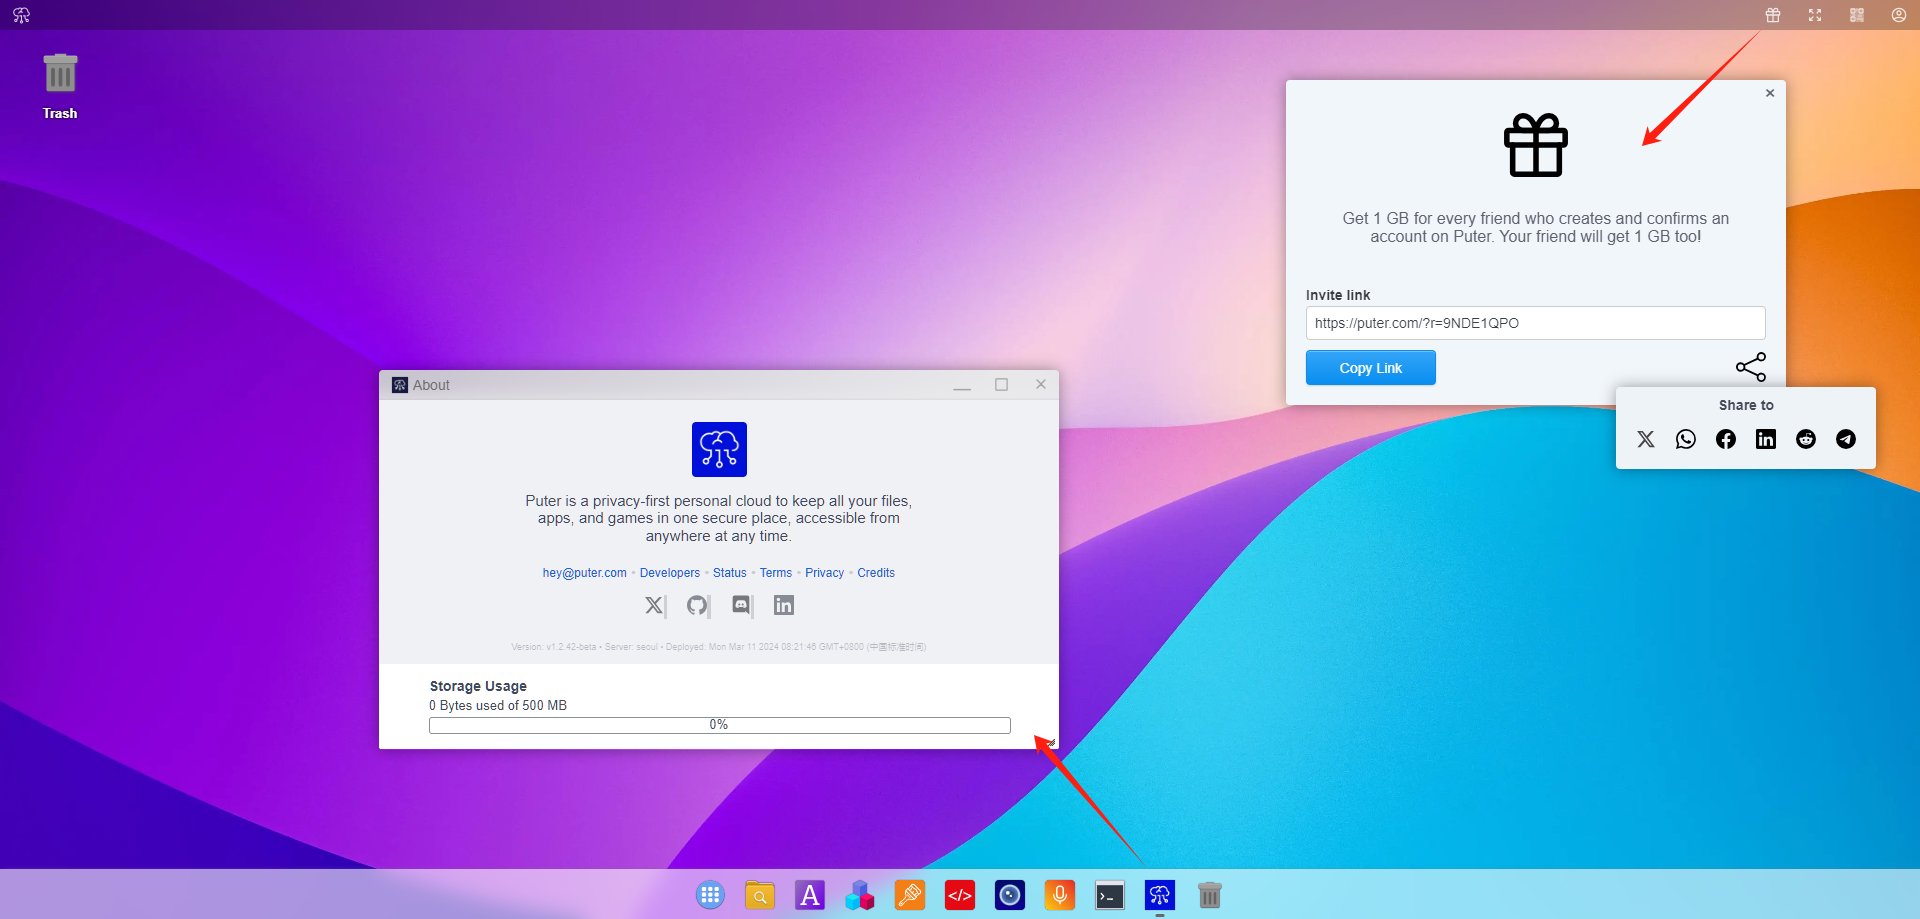 Trash
×
Get 1 GB for every friend who creates and confirms an
account on Puter. Your friend will get 1 GB too!
Invite link
https://puter.com/?r=9NDE1QPO
Copy Link
Share to
About
Puter is a privacy-first personal cloud to keep all your files,
apps, and games in one secure place, accessible from
anywhere at any time.
hey@puter.com • Developers • Status • Terms • Privacy • Credits
Version: v1.2.42-beta • Server: seoul • Deployed: Mon Mar 11 2024 08:21:46 GMT+0800 (中国标准时间)
Storage Usage
0 Bytes used of 500 MB
0%